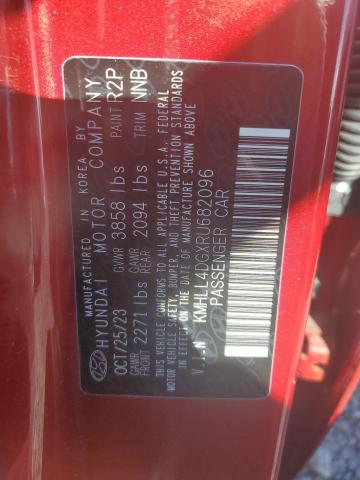 MANUFACTURED IN KOREA BY
HYUNDAI MOTOR COMPANY
OCT/25/23 GVWR 3858 lbs PAINT R2P
GAWR FRONT 2271 lbs GAWR REAR 2094 lbs TRIM NNB
THIS VEHICLE CONFORMS TO ALL APPLICABLE U.S.A. FEDERAL
MOTOR VEHICLE SAFETY, BUMPER, AND THEFT PREVENTION
STANDARDS IN EFFECT ON THE DATE OF MANUFACTURE SHOWN ABOVE
V.I.N KMHLL4DGXRU682096
PASSENGER CAR